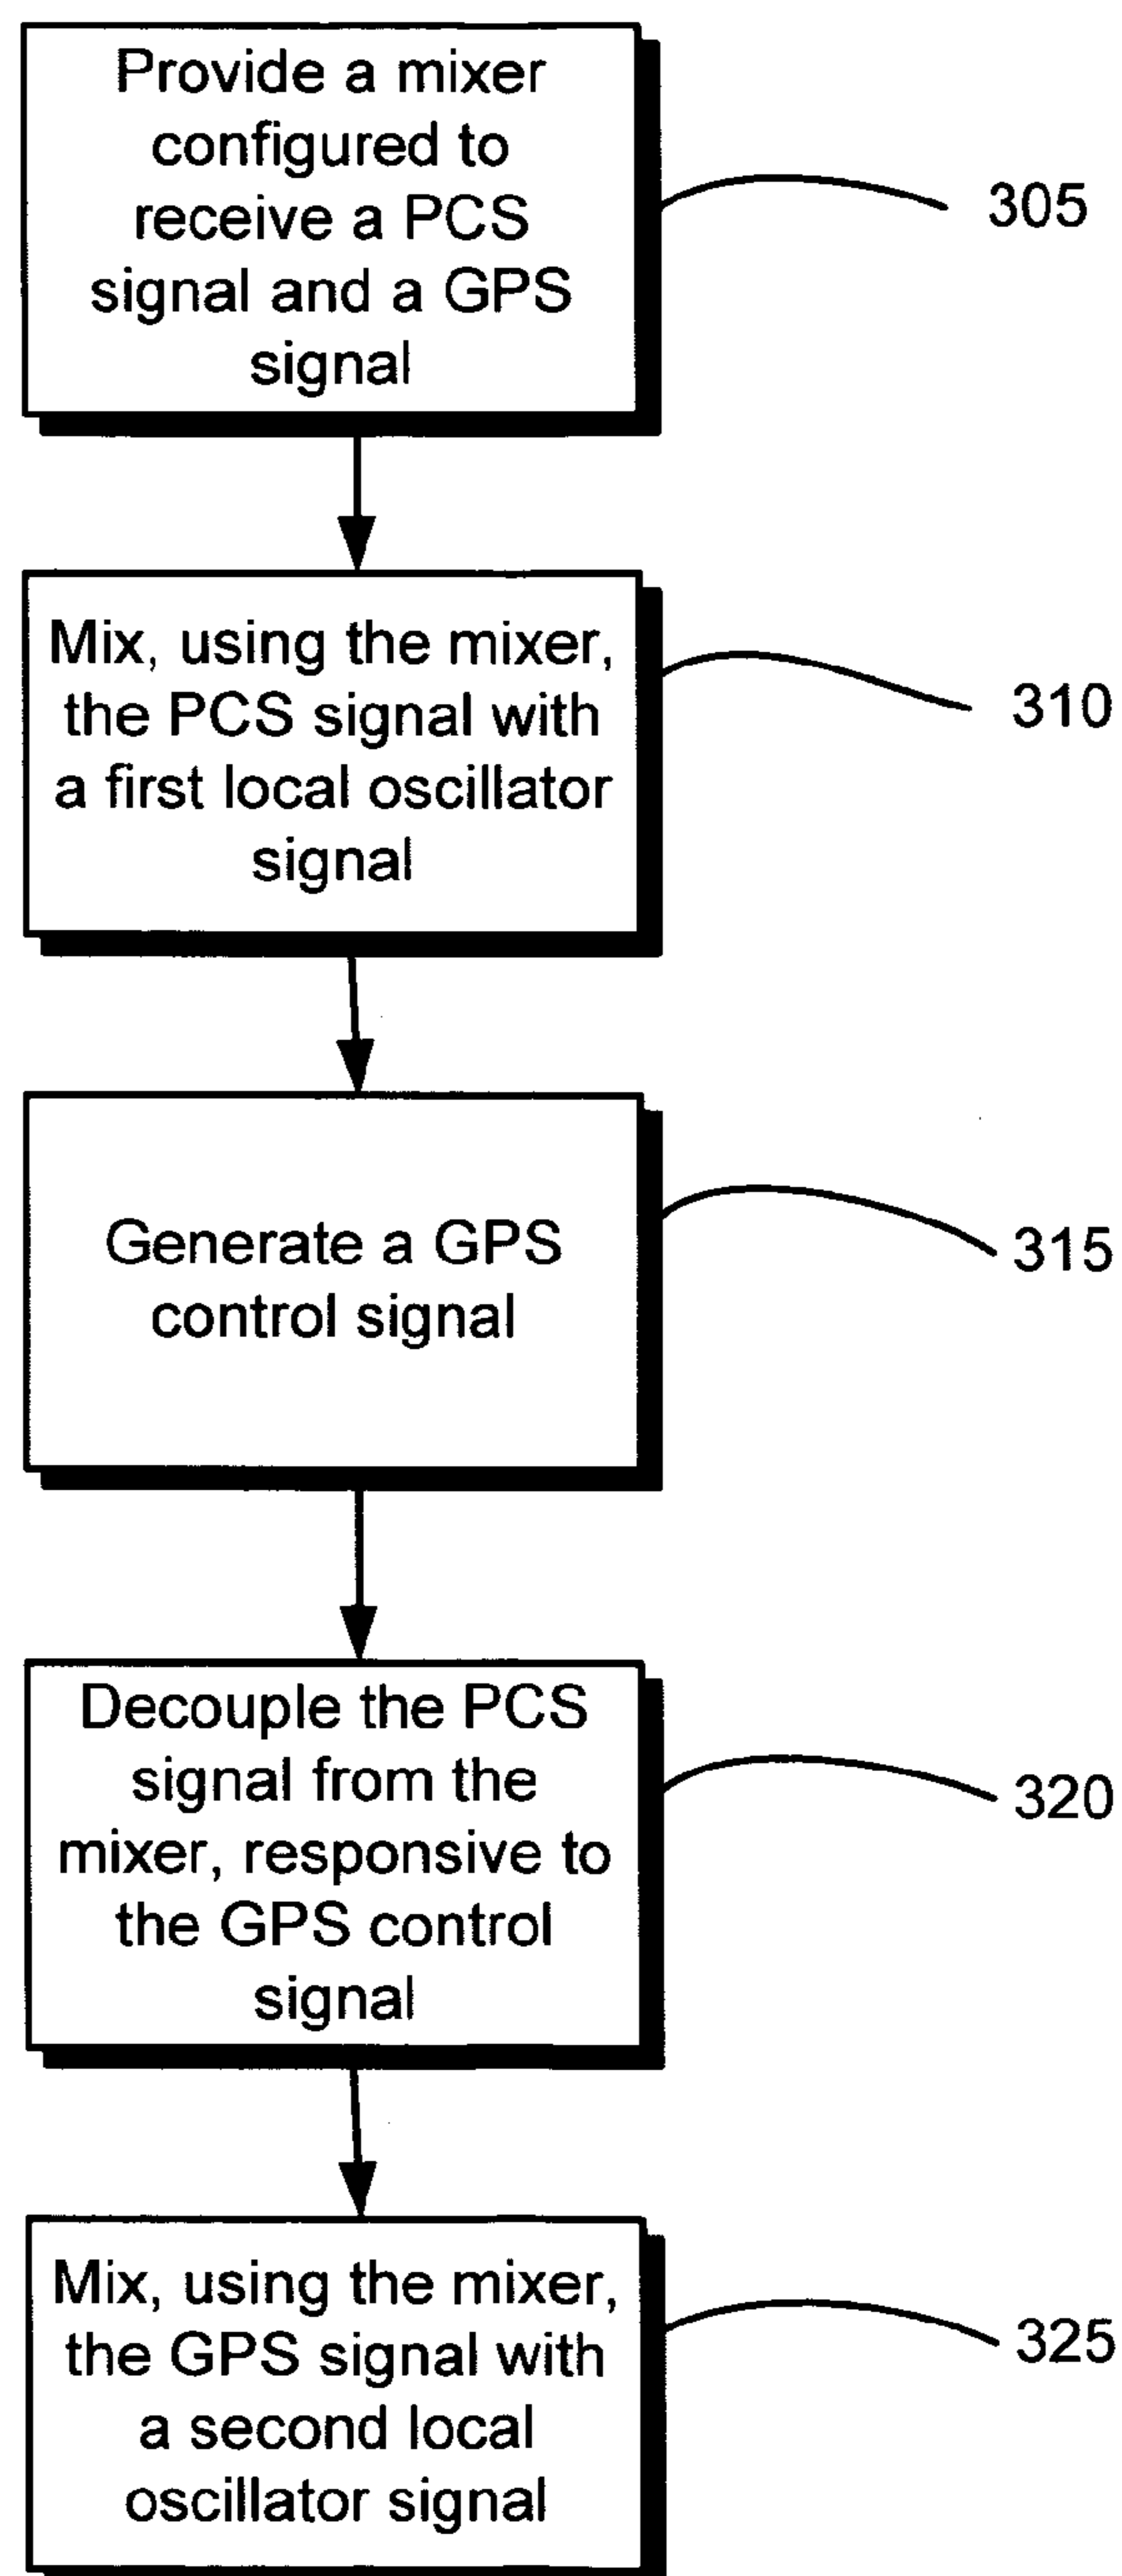 Provide a mixer
configured to
receive a PCS
signal and a GPS
signal
305
Mix, using the mixer,
the PCS signal with
a first local oscillator
signal
310
Generate a GPS
control signal
315
Decouple the PCS
signal from the
mixer, responsive to
the GPS control
signal
320
Mix, using the mixer,
the GPS signal with
a second local
oscillator signal
325